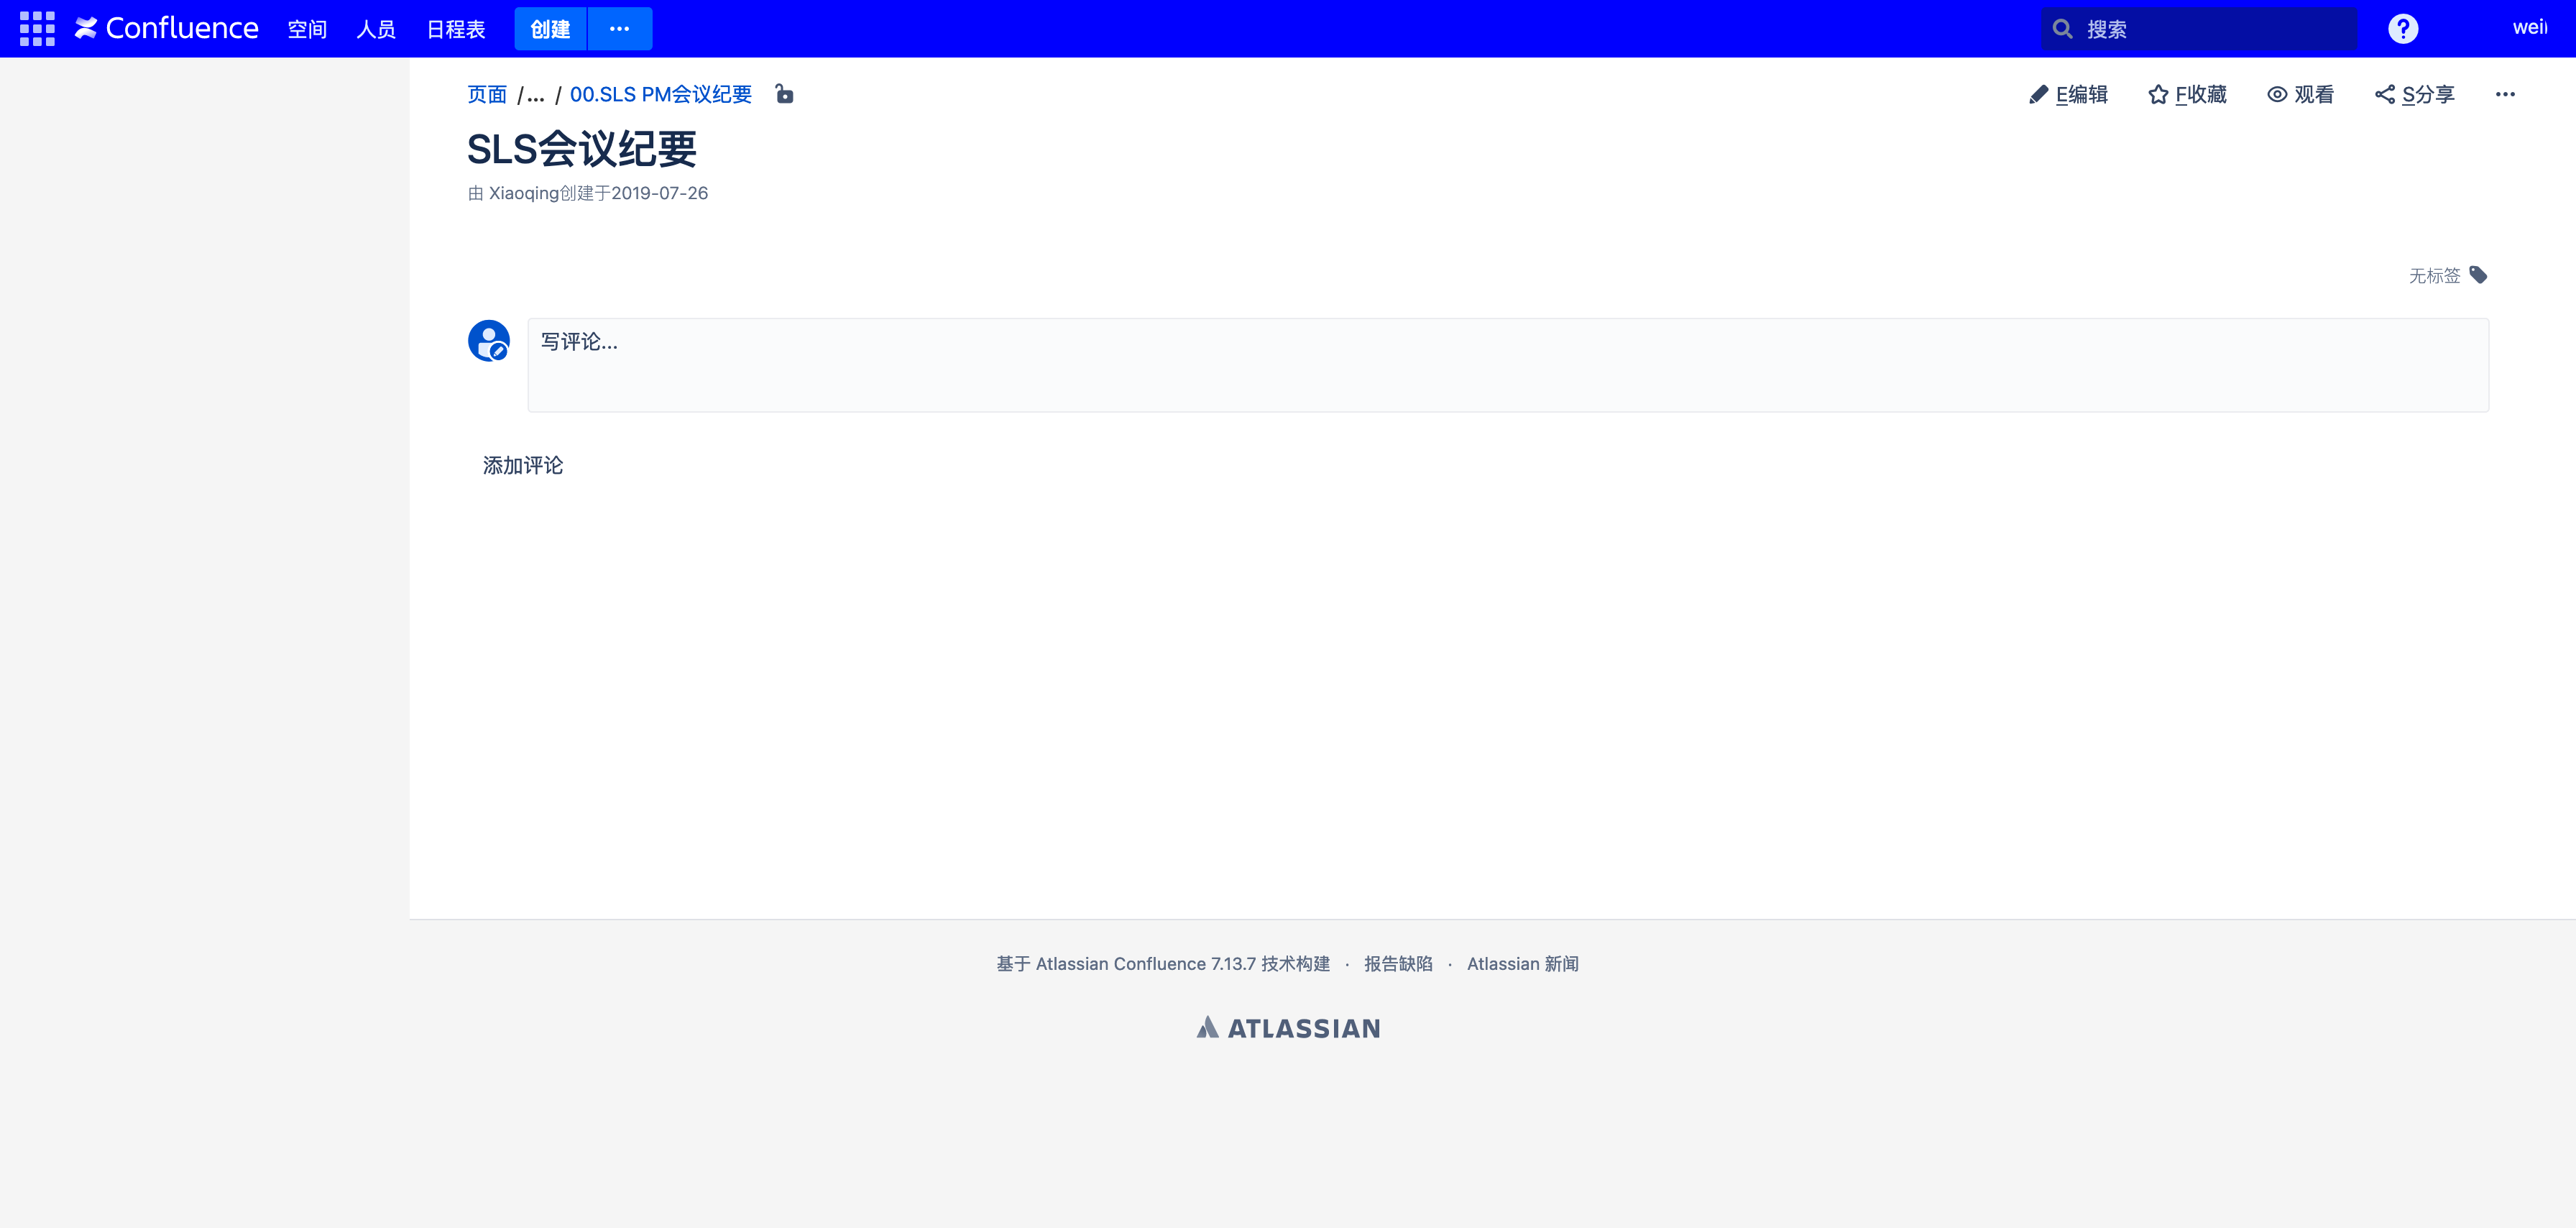 Confluence 空间 人员 日程表 创建 ··· 搜索 ?
页面 /... / 00.SLS PM会议纪要 E编辑 F收藏 观看 S分享 ···
SLS会议纪要
由 Xiaoqing创建于2019-07-26
无标签
写评论...
添加评论
基于 Atlassian Confluence 7.13.7 技术构建 · 报告缺陷 · Atlassian 新闻
ATLASSIAN